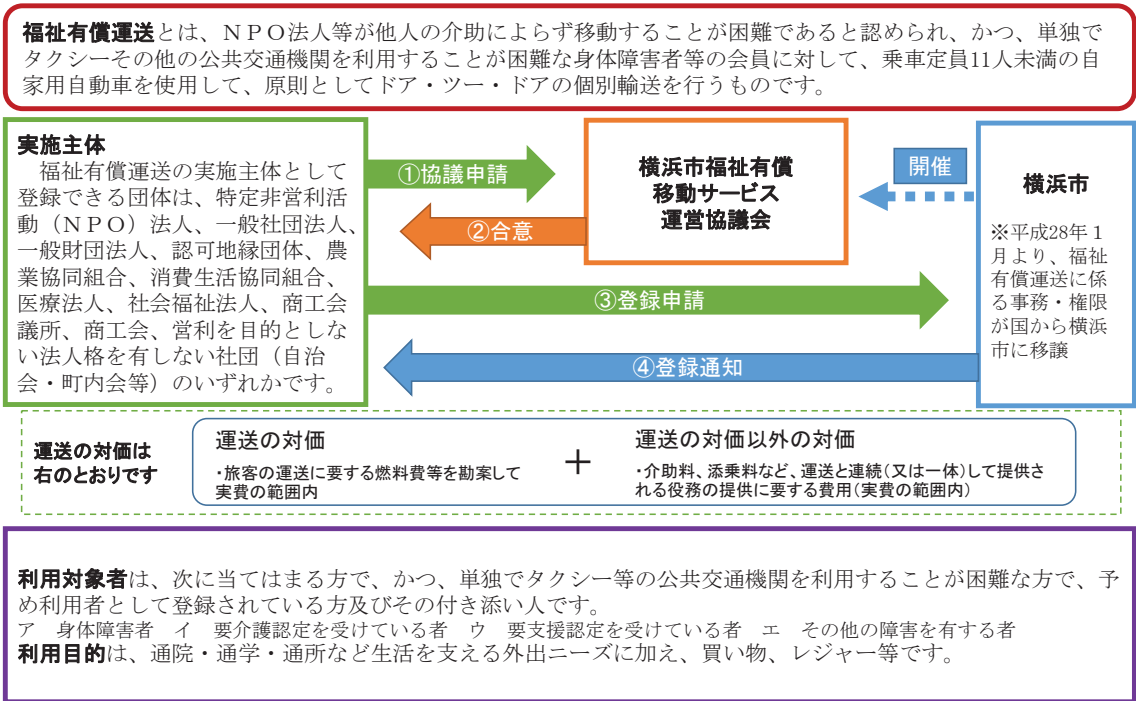 福祉有償運送とは、ＮＰＯ法人等が他人の介助によらず移動することが困難であると認められ、かつ、単独で
タクシーその他の公共交通機関を利用することが困難な身体障害者等の会員に対して、乗車定員11人未満の自
家用自動車を使用して、原則としてドア・ツー・ドアの個別輸送を行うものです。
実施主体
福祉有償運送の実施主体として
登録できる団体は、特定非営利活
動（ＮＰＯ）法人、一般社団法人、
一般財団法人、認可地縁団体、農
業協同組合、消費生活協同組合、
医療法人、社会福祉法人、商工会
議所、商工会、営利を目的としな
い法人格を有しない社団（自治
会・町内会等）のいずれかです。
①協議申請
②合意
横浜市福祉有償
移動サービス
運営協議会
開催
横浜市
※平成28年１
月より、福祉
有償運送に係
る事務・権限
が国から横浜
市に移譲
③登録申請
④登録通知
運送の対価は
右のとおりです
運送の対価
・旅客の運送に要する燃料費等を勘案して
実費の範囲内
＋
運送の対価以外の対価
・介助料、添乗料など、運送と連続（又は一体）して提供さ
れる役務の提供に要する費用（実費の範囲内）
利用対象者は、次に当てはまる方で、かつ、単独でタクシー等の公共交通機関を利用することが困難な方で、予
め利用者として登録されている方及びその付き添い人です。
ア　身体障害者　イ　要介護認定を受けている者　ウ　要支援認定を受けている者　エ　その他の障害を有する者
利用目的は、通院・通学・通所など生活を支える外出ニーズに加え、買い物、レジャー等です。